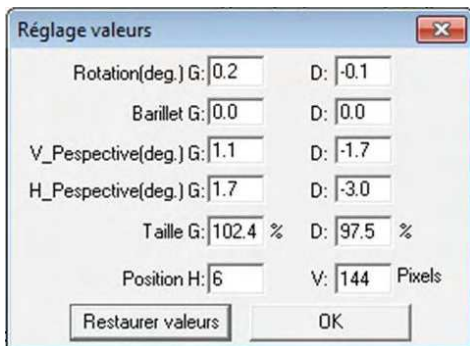 Réglage valeurs
Rotation(deg.) G: 0.2 D: -0.1
Barillet G: 0.0 D: 0.0
V_Pespective(deg.) G: 1.1 D: -1.7
H_Pespective(deg.) G: 1.7 D: -3.0
Taille G: 102.4 % D: 97.5 %
Position H: 6 V: 144 Pixels
Restaurer valeurs OK